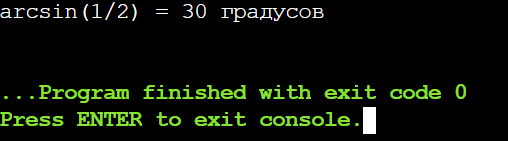 arcsin(1/2) = 30 градусов
...Program finished with exit code 0
Press ENTER to exit console.